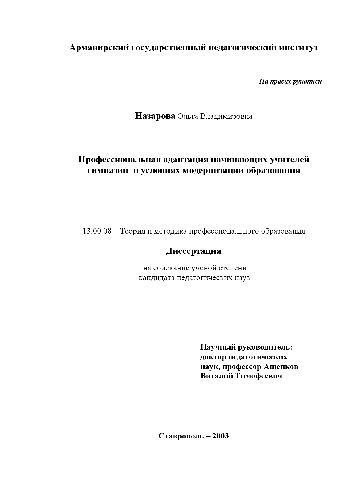 Армавирский государственный педагогический институт
На правах рукописи
Назарова Ольга Владимировна
Профессиональная адаптация начинающих учителей
гимназии в условиях модернизации образования
13.00.08 – Теория и методика профессионального образования
Диссертация
на соискание ученой степени
кандидата педагогических наук
Научный руководитель:
доктор педагогических
наук, профессор
Виталий Тимофеевич
Ставрополь – 2003